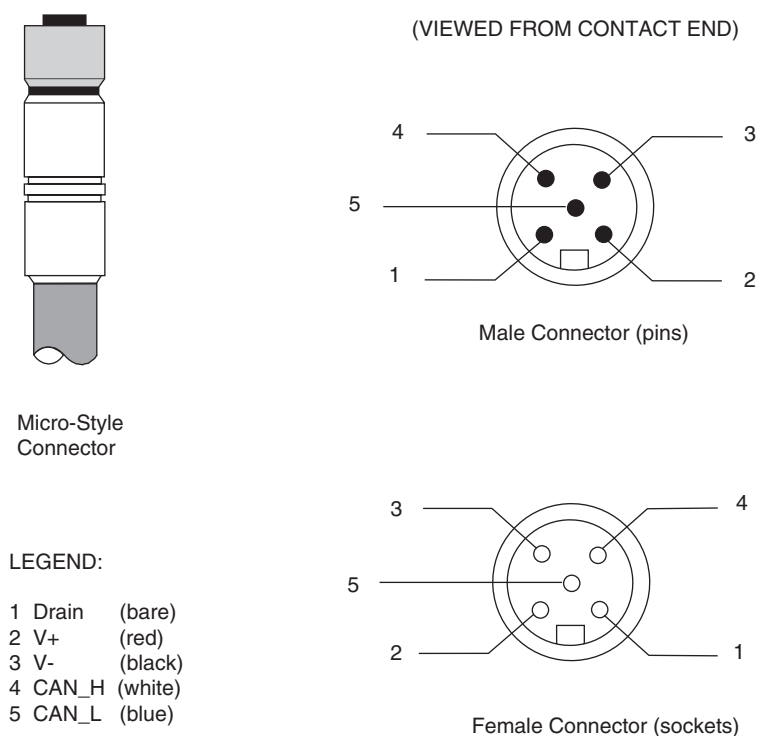 (VIEWED FROM CONTACT END)
4
3
5
1
2
Male Connector (pins)
Micro-Style
Connector
3
4
5
2
1
Female Connector (sockets)
LEGEND:
1 Drain (bare)
2 V+ (red)
3 V- (black)
4 CAN_H (white)
5 CAN_L (blue)